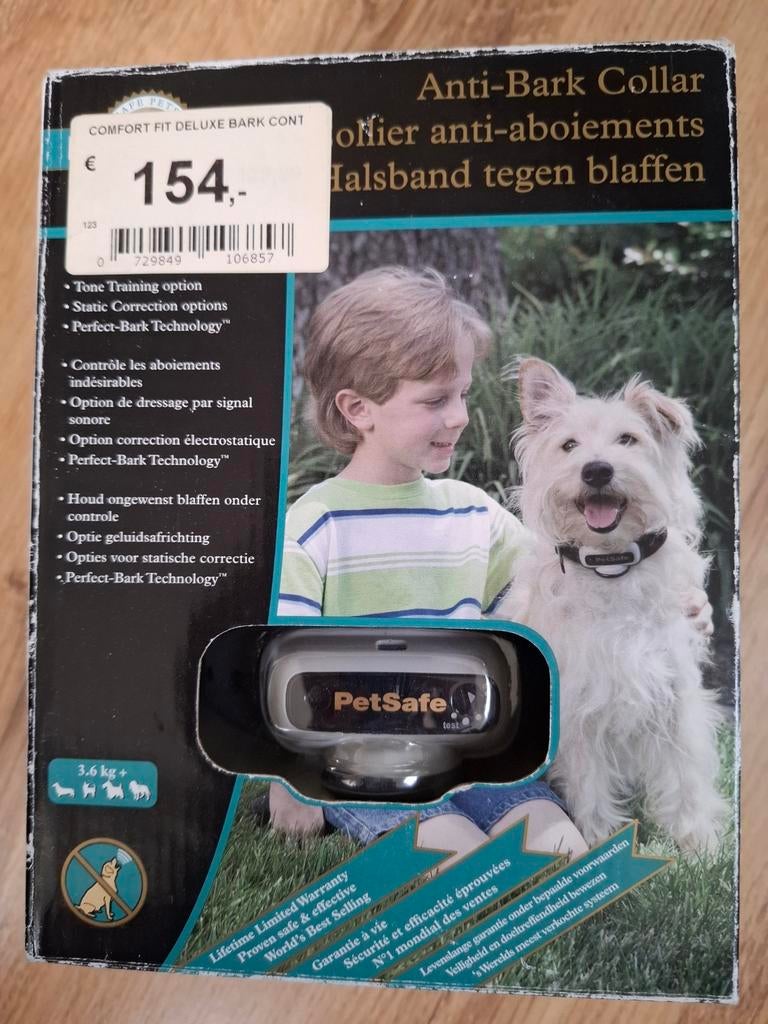 Anti-Bark Collar
ollier anti-aboiements
Halsband tegen blaffen
COMFORT FIT DELUXE BARK CONT
€ 154,-
123
0 729849 106857
• Tone Training option
• Static Correction options
• Perfect-Bark Technology™
• Contrôle les aboiements
indésirables
• Option de dressage par signal
sonore
• Option correction électrostatique
• Perfect-Bark Technology™
• Houd ongewenst blaffen onder
controle
• Optie geluidsafrichting
• Opties voor statische correctie
• Perfect-Bark Technology™
PetSafe
PetSafe
test
3.6 kg +
Lifetime Limited Warranty
Proven safe & effective
World's Best Selling
Garantie à vie
Sécurité et efficacité éprouvées
N°1 mondial des ventes
Levenslange garantie onder bepaalde voorwaarden
Veiligheid en doeltreffendheid bewezen
's Werelds meest verkochte systeem